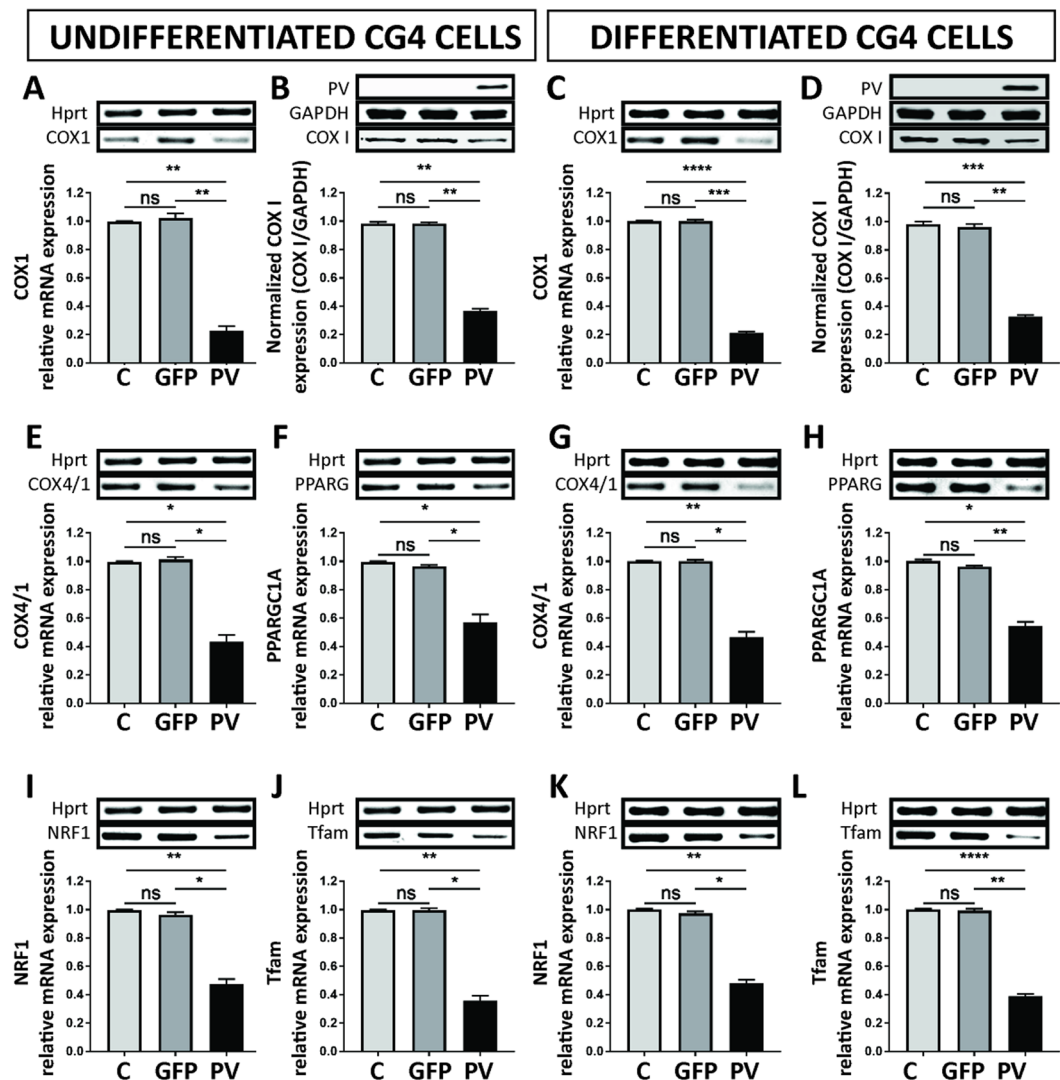 UNDIFFERENTIATED CG4 CELLS
DIFFERENTIATED CG4 CELLS
A
Hprt
COX1
**
ns
**
COX1
relative mRNA expression
1.2
1.0
0.8
0.6
0.4
0.2
0.0
C GFP PV
B
PV
GAPDH
COX I
**
ns
**
Normalized COX I
expression (COX I/GAPDH)
1.2
1.0
0.8
0.6
0.4
0.2
0.0
C GFP PV
C
Hprt
COX1
****
ns
***
COX1
relative mRNA expression
1.2
1.0
0.8
0.6
0.4
0.2
0.0
C GFP PV
D
PV
GAPDH
COX I
***
ns
**
Normalized COX I
expression (COX I/GAPDH)
1.2
1.0
0.8
0.6
0.4
0.2
0.0
C GFP PV
E
Hprt
COX4/1
*
ns
*
COX4/1
relative mRNA expression
1.2
1.0
0.8
0.6
0.4
0.2
0.0
C GFP PV
F
Hprt
PPARG
*
ns
*
PPARGC1A
relative mRNA expression
1.2
1.0
0.8
0.6
0.4
0.2
0.0
C GFP PV
G
Hprt
COX4/1
**
ns
*
COX4/1
relative mRNA expression
1.2
1.0
0.8
0.6
0.4
0.2
0.0
C GFP PV
H
Hprt
PPARG
*
ns
**
PPARGC1A
relative mRNA expression
1.2
1.0
0.8
0.6
0.4
0.2
0.0
C GFP PV
I
Hprt
NRF1
**
ns
*
NRF1
relative mRNA expression
1.2
1.0
0.8
0.6
0.4
0.2
0.0
C GFP PV
J
Hprt
Tfam
**
ns
*
Tfam
relative mRNA expression
1.2
1.0
0.8
0.6
0.4
0.2
0.0
C GFP PV
K
Hprt
NRF1
**
ns
*
NRF1
relative mRNA expression
1.2
1.0
0.8
0.6
0.4
0.2
0.0
C GFP PV
L
Hprt
Tfam
****
ns
**
Tfam
relative mRNA expression
1.2
1.0
0.8
0.6
0.4
0.2
0.0
C GFP PV